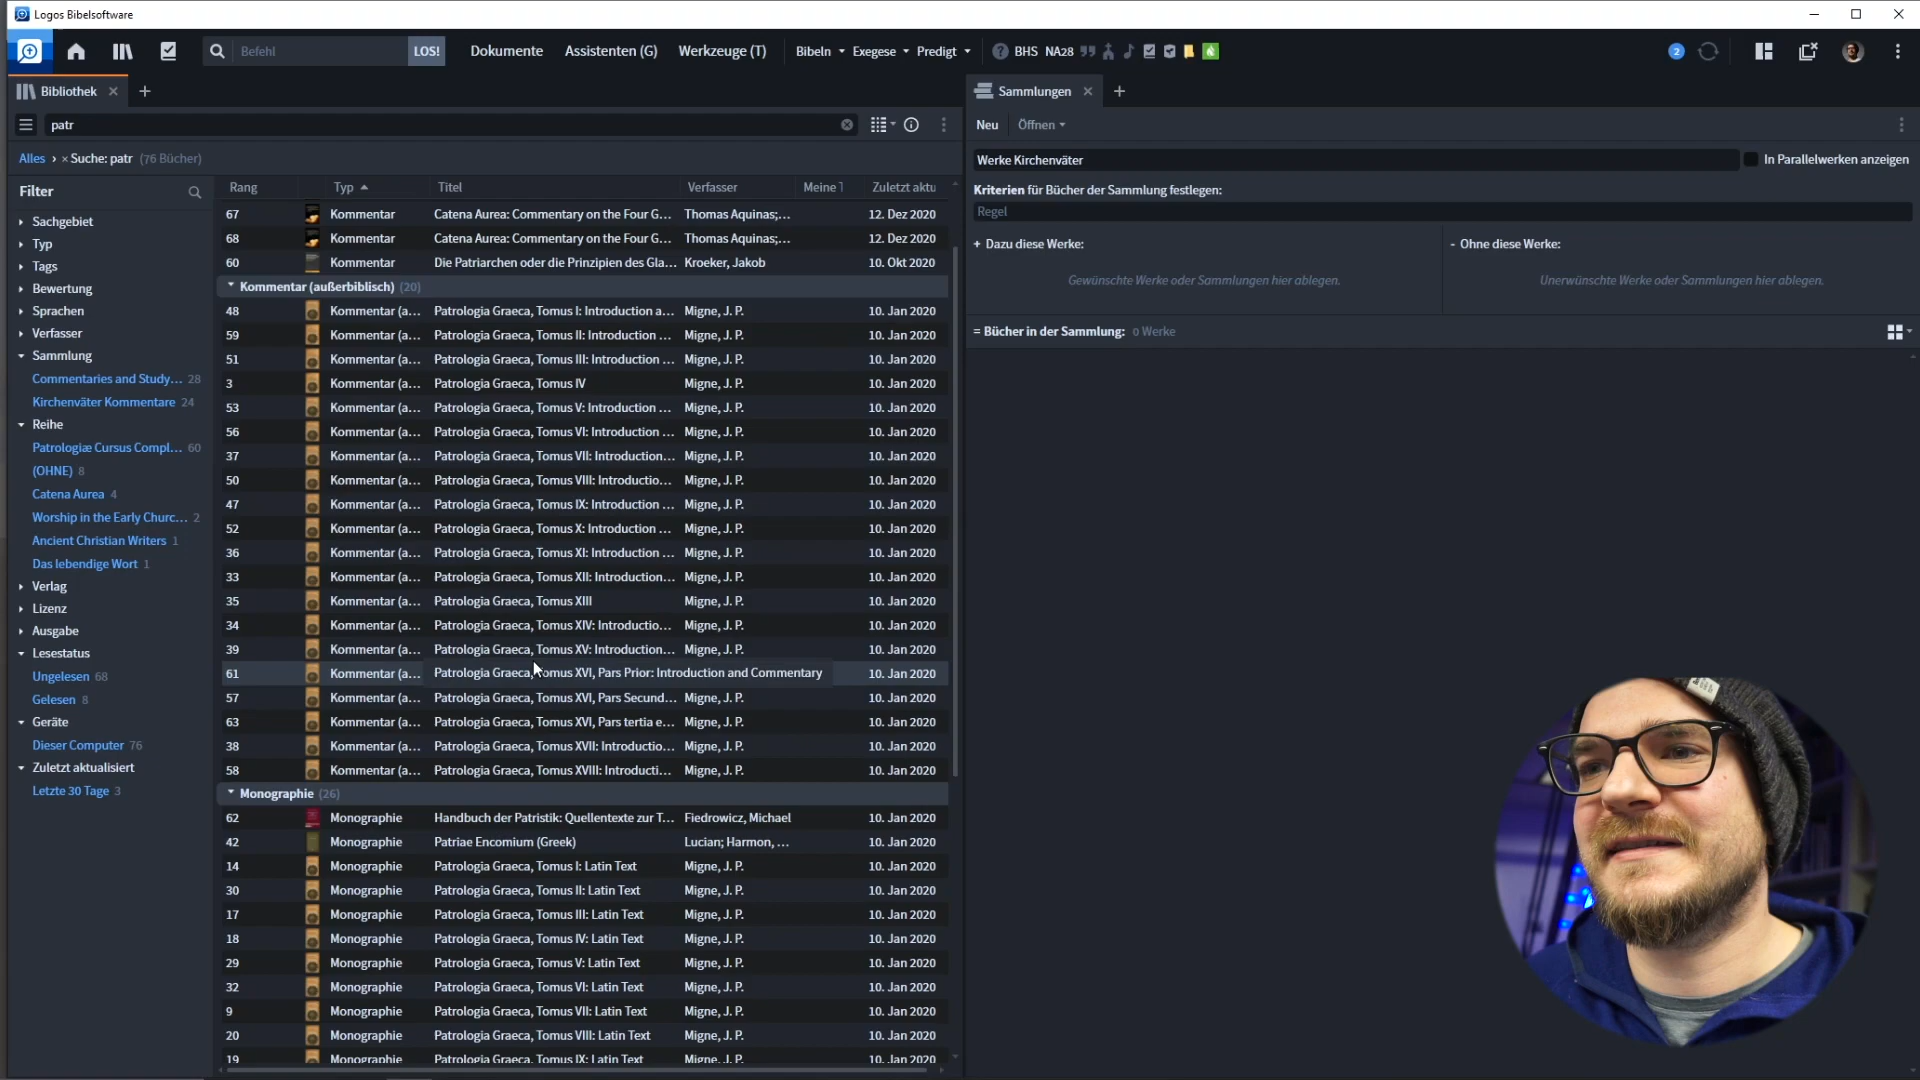 Logos Bibelsoftware
Befehl LOS! Dokumente Assistenten (G) Werkzeuge (T) Bibeln Exegese Predigt BHS NA28 2
Bibliothek
patr
Alles › × Suche: patr (76 Bücher)
Filter
Sachgebiet
Typ
Tags
Bewertung
Sprachen
Verfasser
Sammlung
Commentaries and Study... 28
Kirchenväter Kommentare 24
Reihe
Patrologiæ Cursus Compl... 60
(OHNE) 8
Catena Aurea 4
Worship in the Early Churc... 2
Ancient Christian Writers 1
Das lebendige Wort 1
Verlag
Lizenz
Ausgabe
Lesestatus
Ungelesen 68
Gelesen 8
Geräte
Dieser Computer 76
Zuletzt aktualisiert
Letzte 30 Tage 3
Rang Typ Titel Verfasser Meine Zuletzt aktu
67 Kommentar Catena Aurea: Commentary on the Four G... Thomas Aquinas;... 12. Dez 2020
68 Kommentar Catena Aurea: Commentary on the Four G... Thomas Aquinas;... 12. Dez 2020
60 Kommentar Die Patriarchen oder die Prinzipien des Gla... Kroeker, Jakob 10. Okt 2020
Kommentar (außerbiblisch) (20)
48 Kommentar (a... Patrologia Graeca, Tomus I: Introduction a... Migne, J. P. 10. Jan 2020
59 Kommentar (a... Patrologia Graeca, Tomus II: Introduction ... Migne, J. P. 10. Jan 2020
51 Kommentar (a... Patrologia Graeca, Tomus III: Introduction ... Migne, J. P. 10. Jan 2020
3 Kommentar (a... Patrologia Graeca, Tomus IV Migne, J. P. 10. Jan 2020
53 Kommentar (a... Patrologia Graeca, Tomus V: Introduction ... Migne, J. P. 10. Jan 2020
56 Kommentar (a... Patrologia Graeca, Tomus VI: Introduction ... Migne, J. P. 10. Jan 2020
37 Kommentar (a... Patrologia Graeca, Tomus VII: Introduction... Migne, J. P. 10. Jan 2020
50 Kommentar (a... Patrologia Graeca, Tomus VIII: Introductio... Migne, J. P. 10. Jan 2020
47 Kommentar (a... Patrologia Graeca, Tomus IX: Introduction ... Migne, J. P. 10. Jan 2020
52 Kommentar (a... Patrologia Graeca, Tomus X: Introduction ... Migne, J. P. 10. Jan 2020
36 Kommentar (a... Patrologia Graeca, Tomus XI: Introduction ... Migne, J. P. 10. Jan 2020
33 Kommentar (a... Patrologia Graeca, Tomus XII: Introduction... Migne, J. P. 10. Jan 2020
35 Kommentar (a... Patrologia Graeca, Tomus XIII Migne, J. P. 10. Jan 2020
34 Kommentar (a... Patrologia Graeca, Tomus XIV: Introductio... Migne, J. P. 10. Jan 2020
39 Kommentar (a... Patrologia Graeca, Tomus XV: Introduction... Migne, J. P. 10. Jan 2020
61 Kommentar (a... Patrologia Graeca, Tomus XVI, Pars Prior: Introduction and Commentary 10. Jan 2020
57 Kommentar (a... Patrologia Graeca, Tomus XVI, Pars Secund... Migne, J. P. 10. Jan 2020
63 Kommentar (a... Patrologia Graeca, Tomus XVI, Pars tertia e... Migne, J. P. 10. Jan 2020
38 Kommentar (a... Patrologia Graeca, Tomus XVII: Introductio... Migne, J. P. 10. Jan 2020
58 Kommentar (a... Patrologia Graeca, Tomus XVIII: Introducti... Migne, J. P. 10. Jan 2020
Monographie (26)
62 Monographie Handbuch der Patristik: Quellentexte zur T... Fiedrowicz, Michael 10. Jan 2020
42 Monographie Patriae Encomium (Greek) Lucian; Harmon, ... 10. Jan 2020
14 Monographie Patrologia Graeca, Tomus I: Latin Text Migne, J. P. 10. Jan 2020
30 Monographie Patrologia Graeca, Tomus II: Latin Text Migne, J. P. 10. Jan 2020
17 Monographie Patrologia Graeca, Tomus III: Latin Text Migne, J. P. 10. Jan 2020
18 Monographie Patrologia Graeca, Tomus IV: Latin Text Migne, J. P. 10. Jan 2020
29 Monographie Patrologia Graeca, Tomus V: Latin Text Migne, J. P. 10. Jan 2020
32 Monographie Patrologia Graeca, Tomus VI: Latin Text Migne, J. P. 10. Jan 2020
9 Monographie Patrologia Graeca, Tomus VII: Latin Text Migne, J. P. 10. Jan 2020
20 Monographie Patrologia Graeca, Tomus VIII: Latin Text Migne, J. P. 10. Jan 2020
19 Monographie Patrologia Graeca, Tomus IX: Latin Text Migne, J. P. 10. Jan 2020
Sammlungen
Neu Öffnen
Werke Kirchenväter In Parallelwerken anzeigen
Kriterien für Bücher der Sammlung festlegen:
Regel
+ Dazu diese Werke: - Ohne diese Werke:
Gewünschte Werke oder Sammlungen hier ablegen. Unerwünschte Werke oder Sammlungen hier ablegen.
= Bücher in der Sammlung: 0 Werke